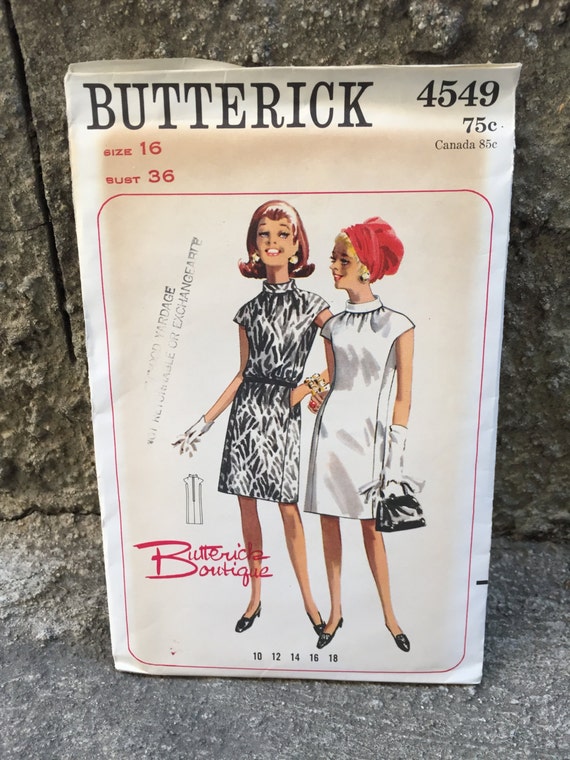 BUTTERICK
4549
75c
Canada 85c
SIZE 16
BUST 36
YARDAGE
NOT RETURNABLE OR EXCHANGEABLE
Butterick
Boutique
10 12 14 16 18